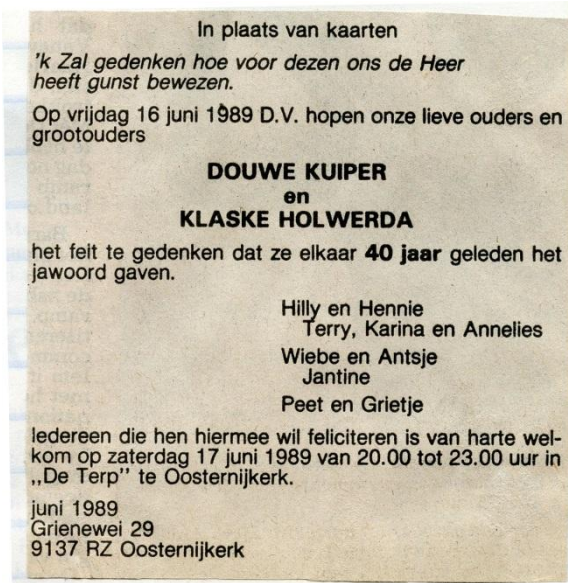 In plaats van kaarten
'k Zal gedenken hoe voor dezen ons de Heer
heeft gunst bewezen.
Op vrijdag 16 juni 1989 D.V. hopen onze lieve ouders en
grootouders
DOUWE KUIPER
en
KLASKE HOLWERDA
het feit te gedenken dat ze elkaar 40 jaar geleden het
jawoord gaven.
Hilly en Hennie
Terry, Karina en Annelies
Wiebe en Antsje
Jantine
Peet en Grietje
Iedereen die hen hiermee wil feliciteren is van harte wel-
kom op zaterdag 17 juni 1989 van 20.00 tot 23.00 uur in
,,De Terp'' te Oosternijkerk.
juni 1989
Grienewei 29
9137 RZ Oosternijkerk